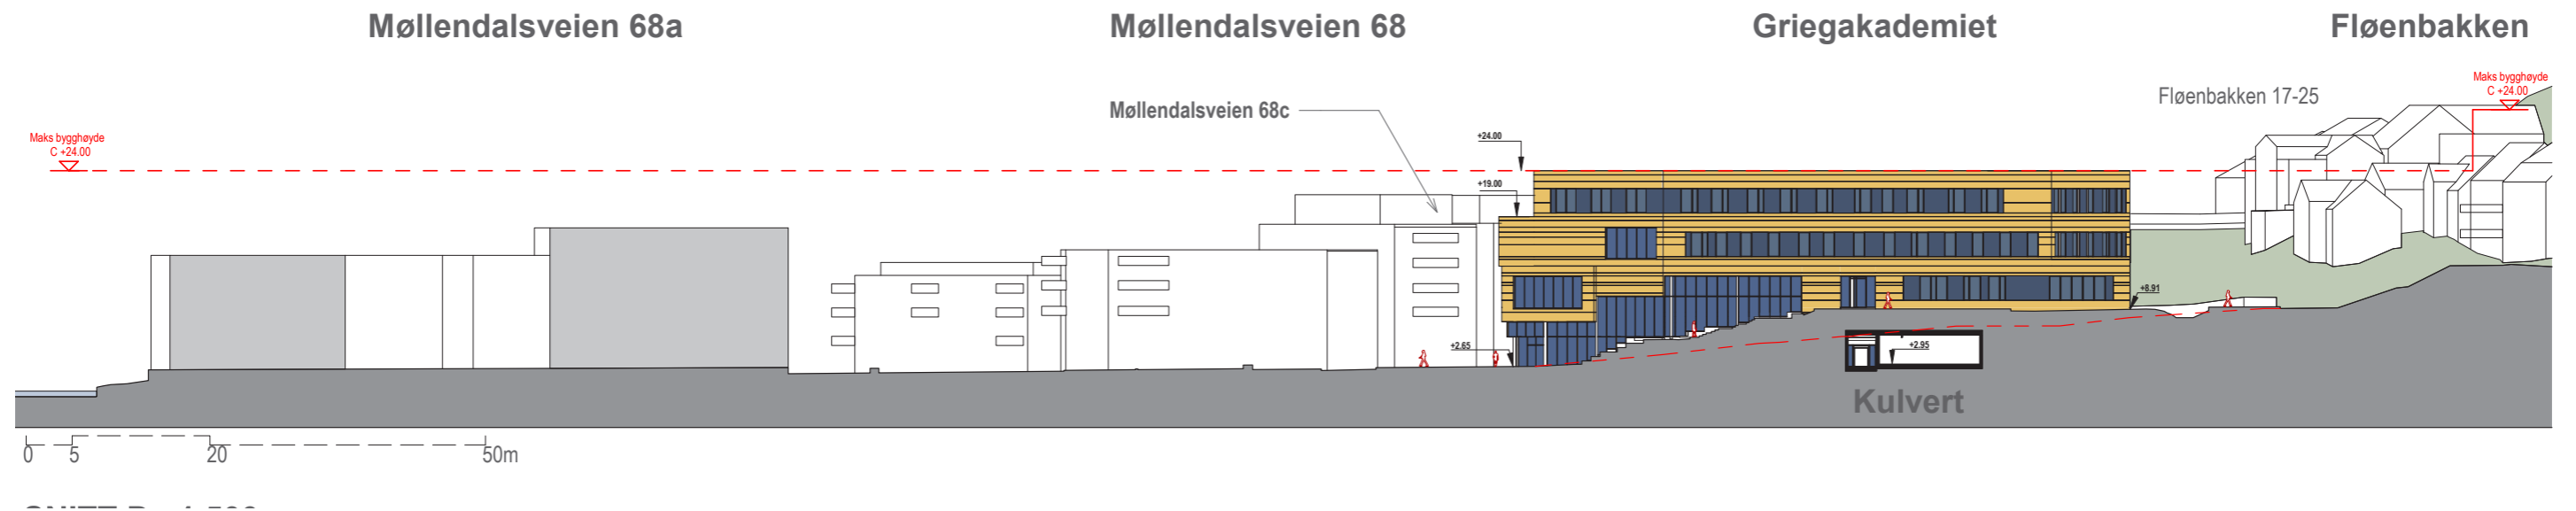 Møllendalsveien 68a
Møllendalsveien 68
Griegakademiet
Fløenbakken
Maks bygghøyde
C +24.00
Fløenbakken 17-25
Møllendalsveien 68c
Maks bygghøyde
C +24.00
+24.00
+19.00
+8.91
+2.65
+2.95
Kulvert
0 5 20 50m